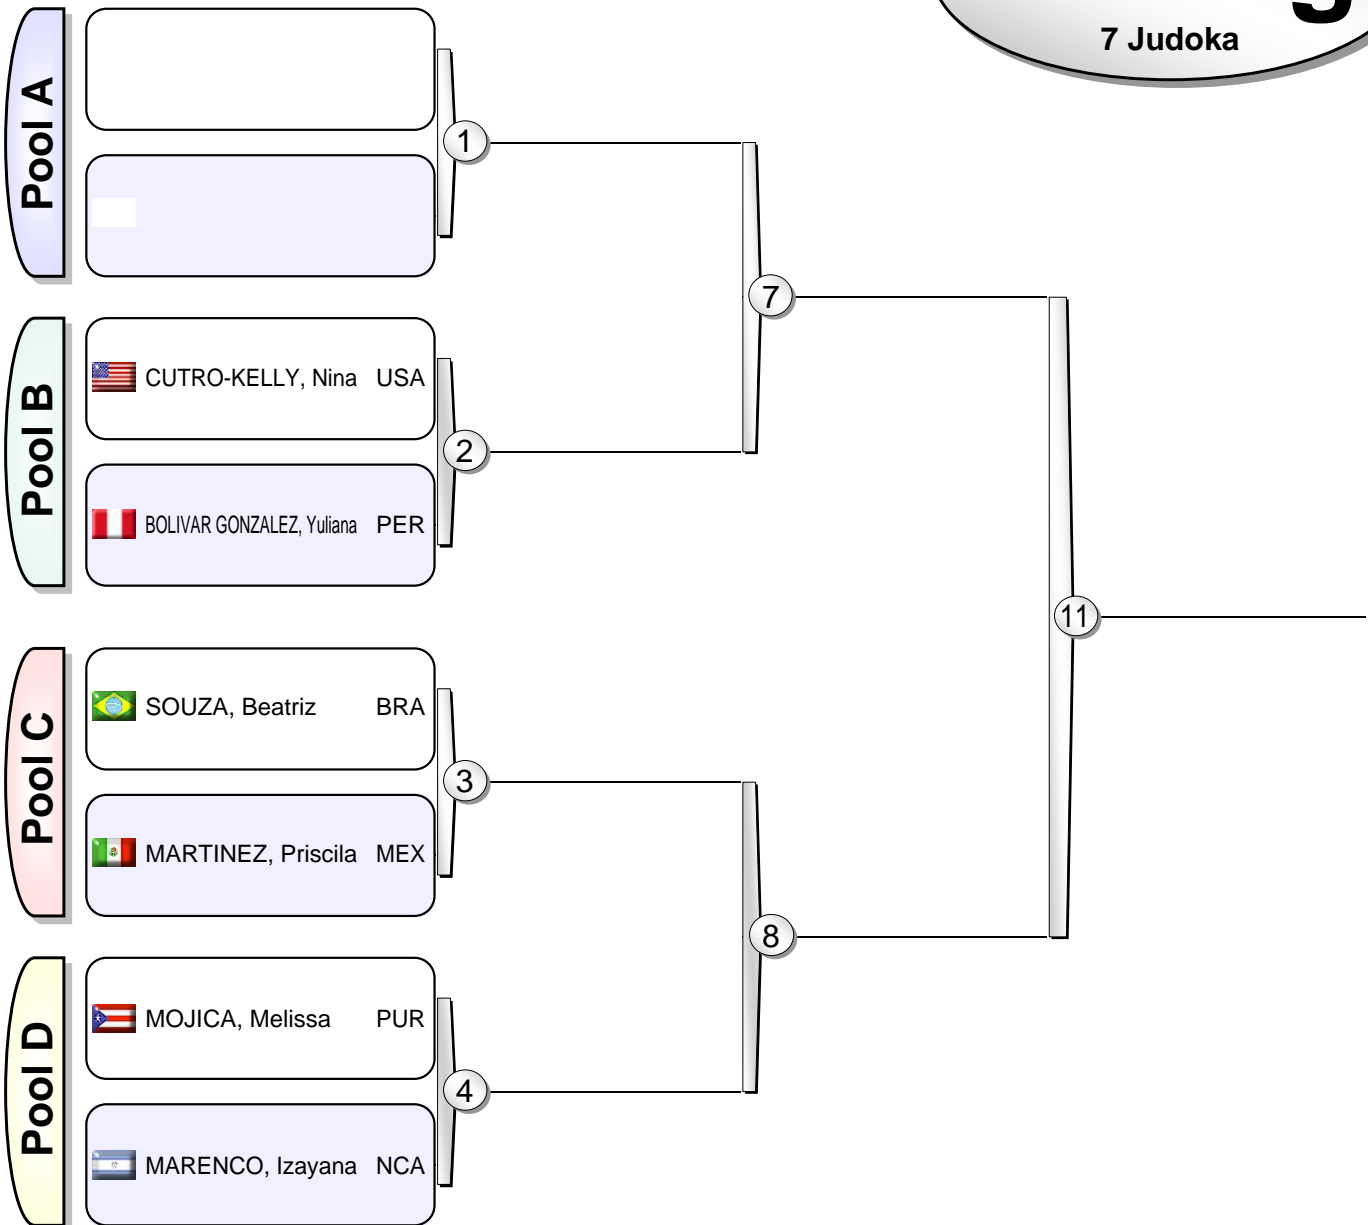 7 Judoka
Pool A
1
7
Pool B
CUTRO-KELLY, Nina USA
2
BOLIVAR GONZALEZ, Yuliana PER
11
Pool C
SOUZA, Beatriz BRA
3
MARTINEZ, Priscila MEX
8
Pool D
MOJICA, Melissa PUR
4
MARENCO, Izayana NCA